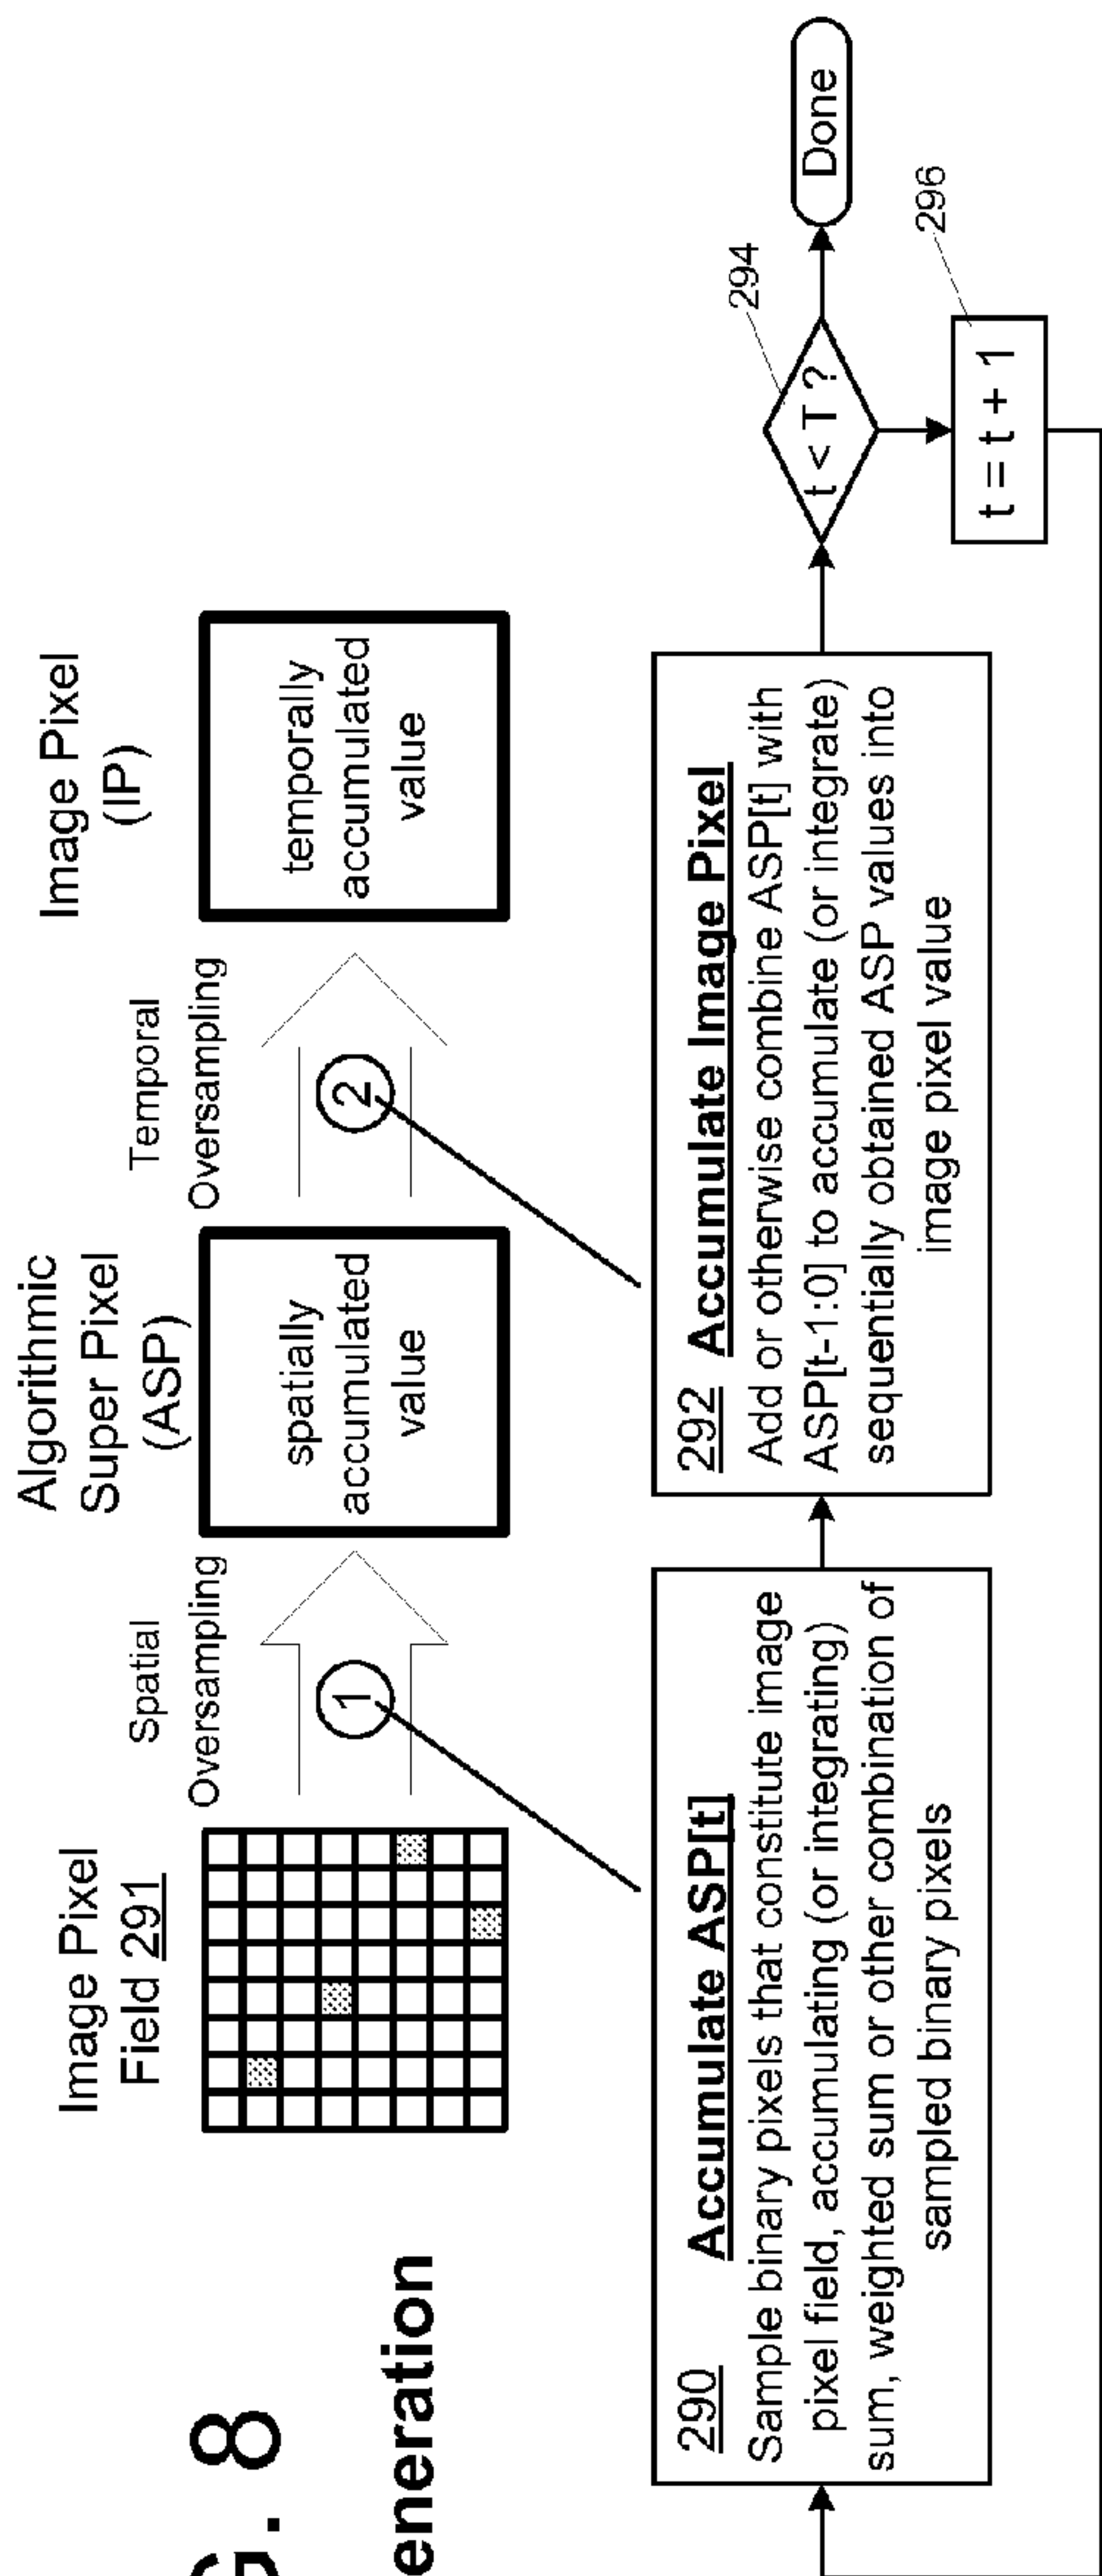 G. 8
eneration
Image Pixel
Field 291
Spatial
Oversampling
1
Algorithmic
Super Pixel
(ASP)
spatially
accumulated
value
Temporal
Oversampling
2
Image Pixel
(IP)
temporally
accumulated
value
290 Accumulate ASP[t]
Sample binary pixels that constitute image
pixel field, accumulating (or integrating)
sum, weighted sum or other combination of
sampled binary pixels
292 Accumulate Image Pixel
Add or otherwise combine ASP[t] with
ASP[t-1:0] to accumulate (or integrate)
sequentially obtained ASP values into
image pixel value
t < T ?
294
Done
t = t + 1
296